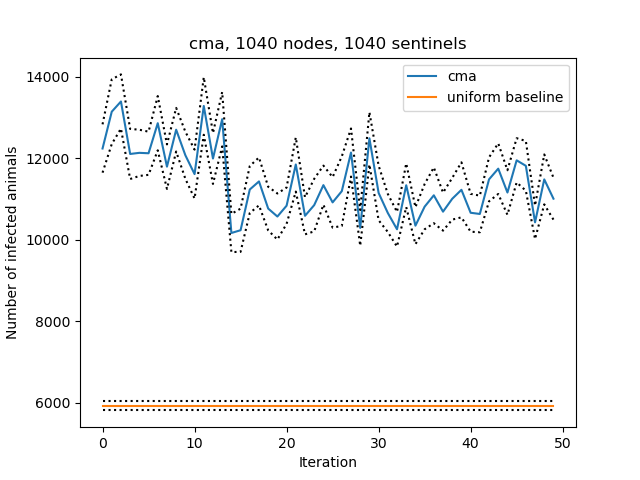 cma, 1040 nodes, 1040 sentinels
cma
uniform baseline
Number of infected animals
14000
12000
10000
8000
6000
0 10 20 30 40 50
Iteration